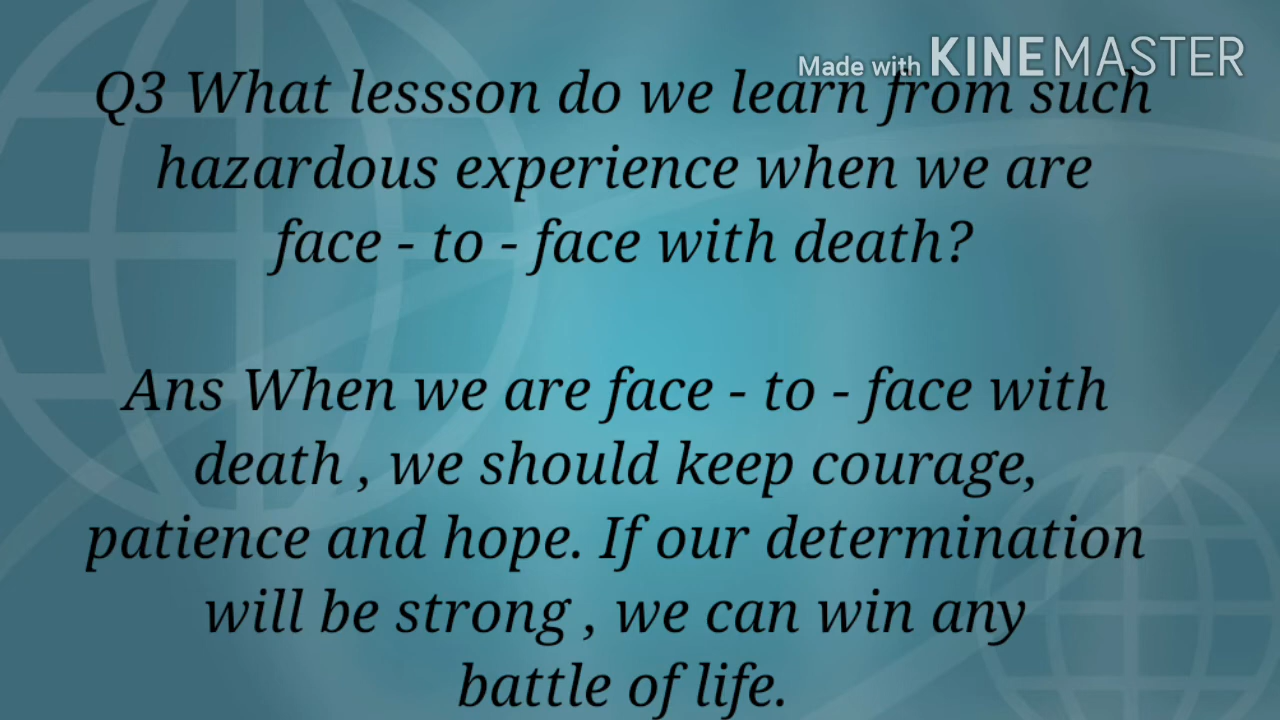 Made with KINEMASTER
Q3 What lessson do we learn from such
hazardous experience when we are
face - to - face with death?
Ans When we are face - to - face with
death , we should keep courage,
patience and hope. If our determination
will be strong , we can win any
battle of life.